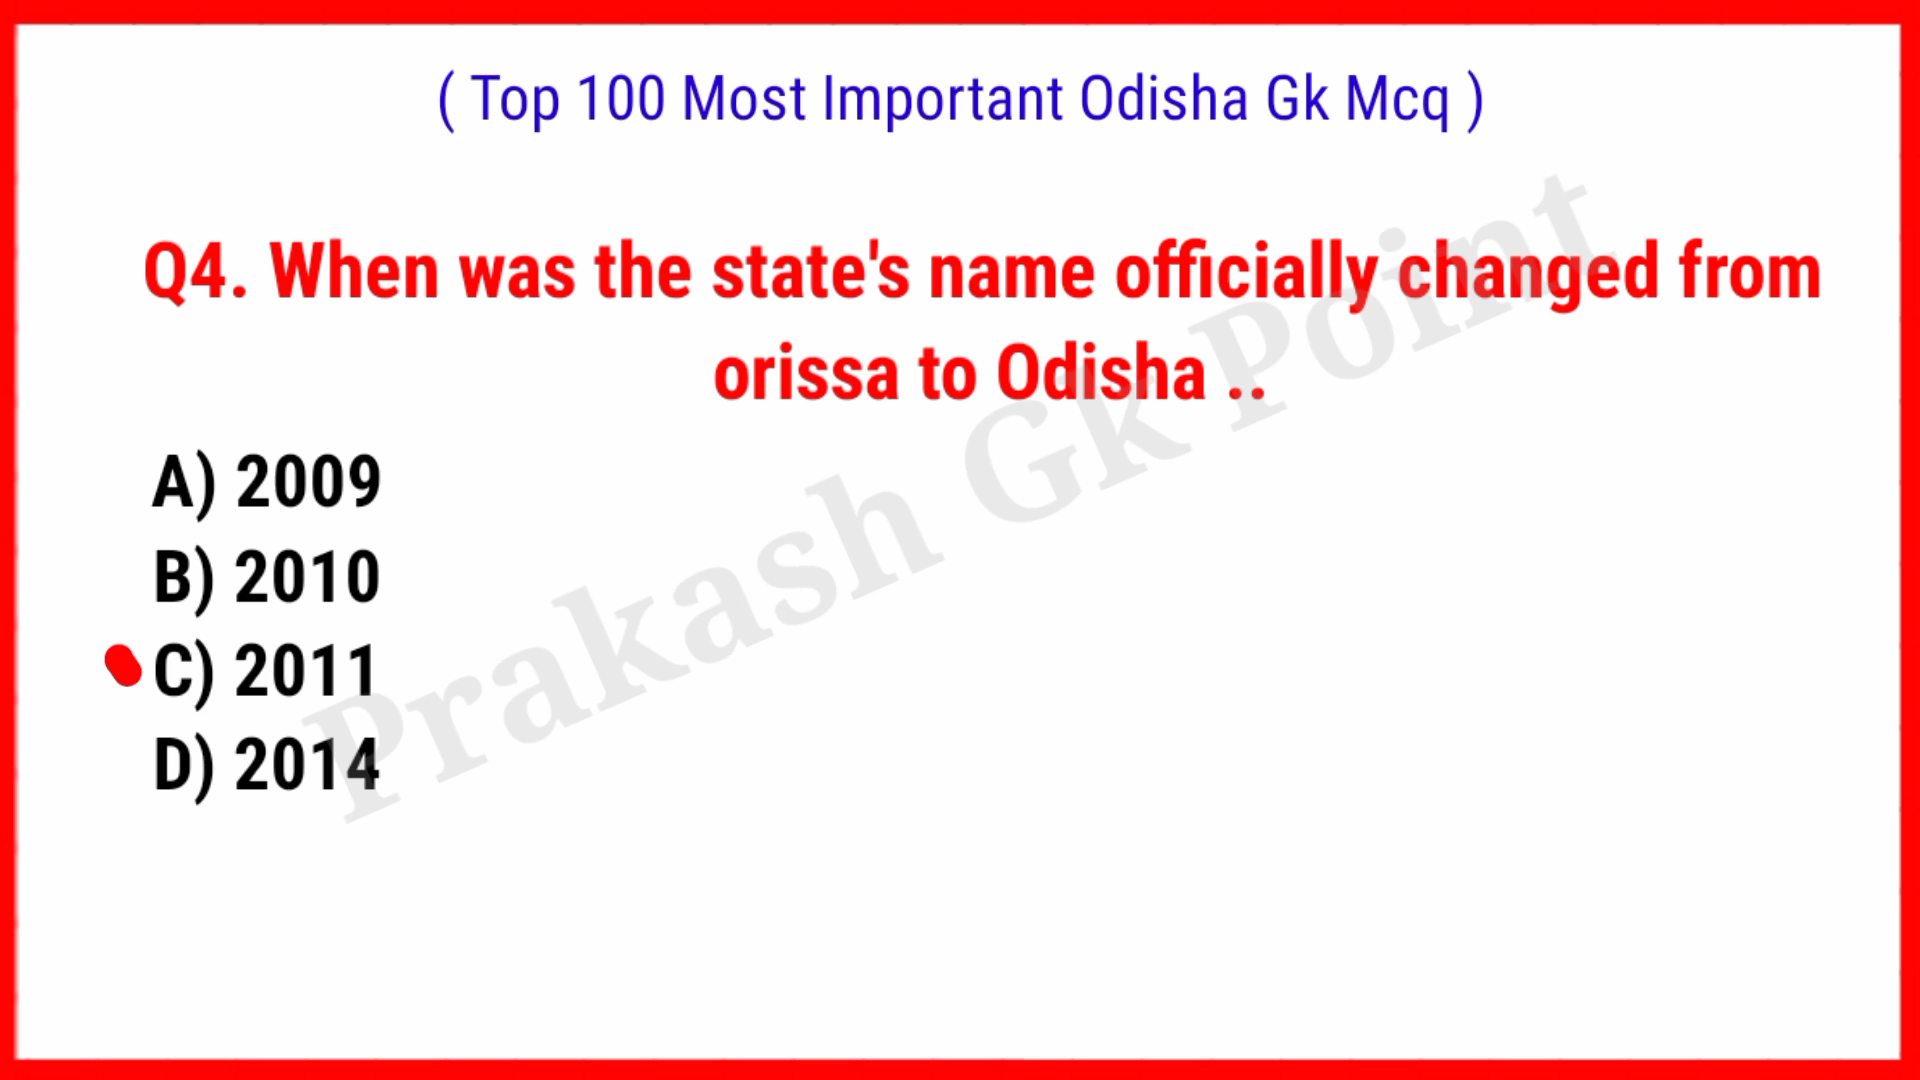 ( Top 100 Most Important Odisha Gk Mcq )
Q4. When was the state's name officially changed from
orissa to Odisha ..
A) 2009
B) 2010
C) 2011
D) 2014
Prakash Gk Point